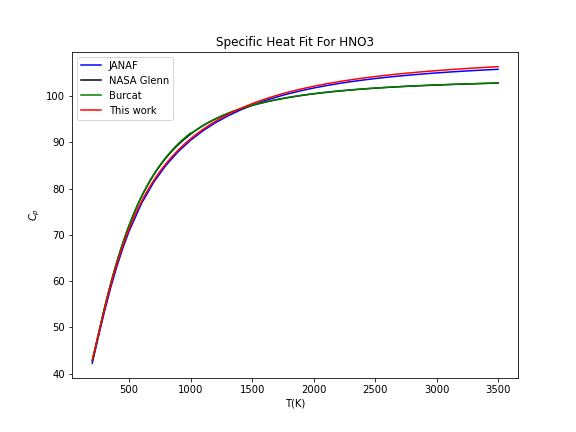 Specific Heat Fit For HNO3
JANAF
NASA Glenn
Burcat
This work
100
90
80
70
60
50
40
C_p
500 1000 1500 2000 2500 3000 3500
T(K)